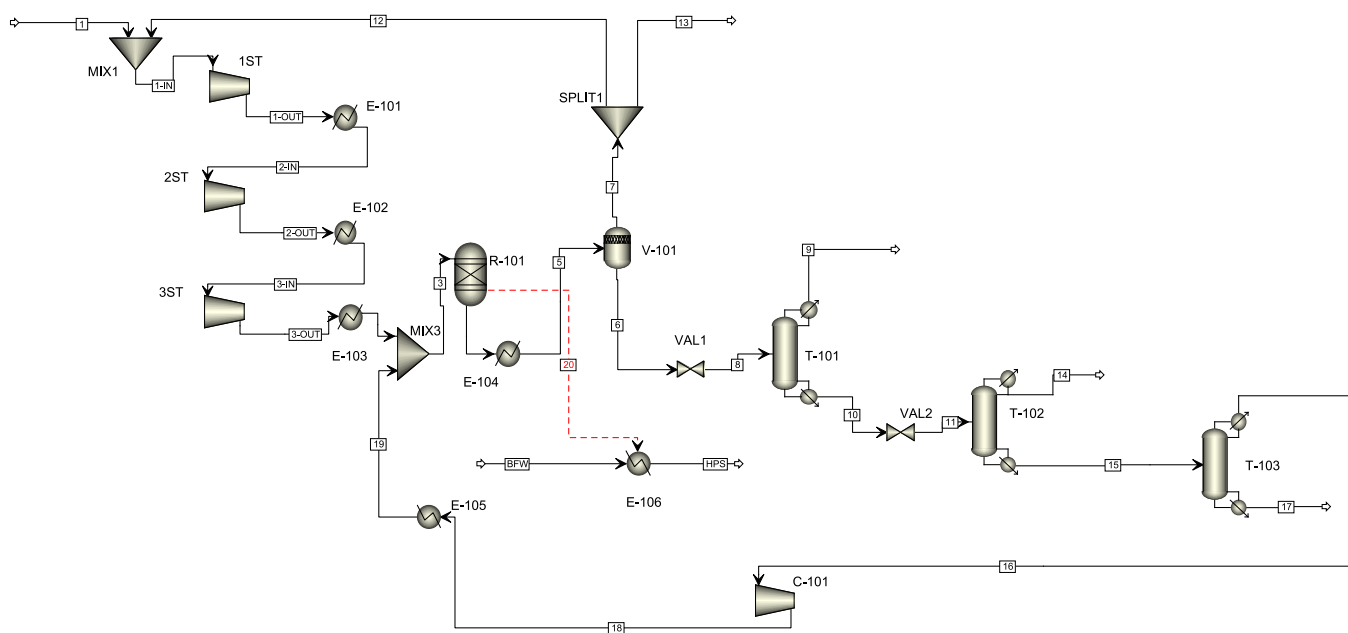 1
12
13
MIX1
1-IN
1ST
SPLIT1
1-OUT
E-101
2-IN
2ST
7
2-OUT
E-102
V-101
9
R-101
3
5
3-IN
3ST
6
3-OUT
E-103
MIX3
E-104
20
VAL1
8
T-101
10
VAL2
11
T-102
14
15
T-103
17
19
BFW
HPS
E-106
E-105
16
C-101
18